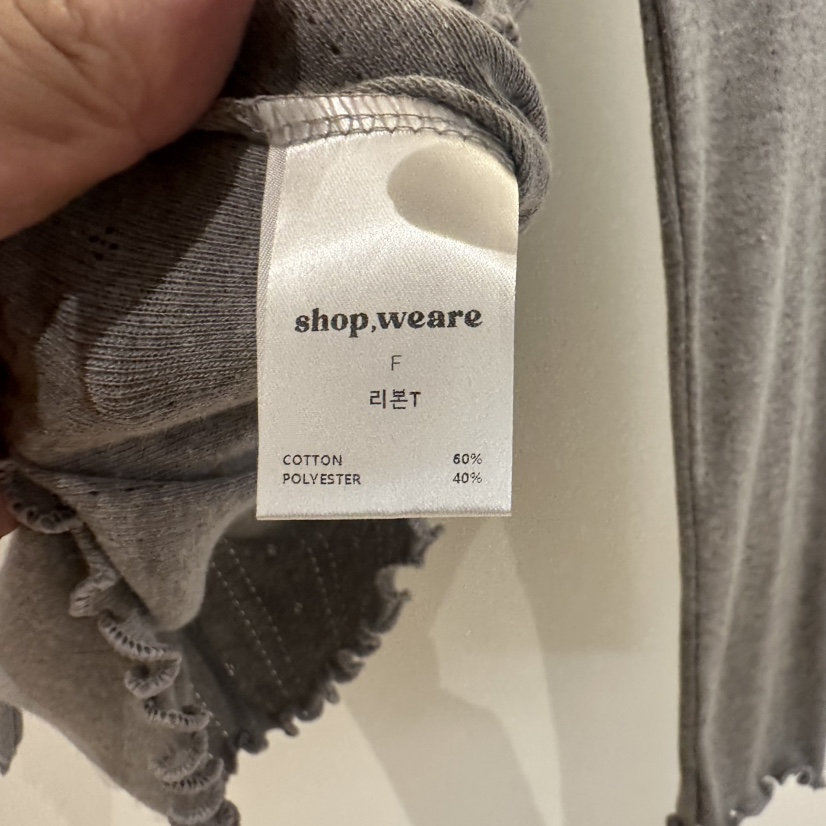 shop,weare
F
리본T
COTTON 60%
POLYESTER 40%